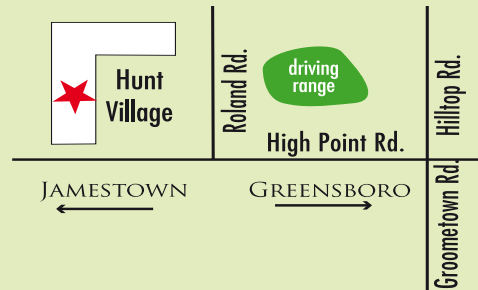 Hunt
Village
Roland Rd.
driving
range
Hilltop Rd.
High Point Rd.
JAMESTOWN
GREENSBORO
Groometown Rd.